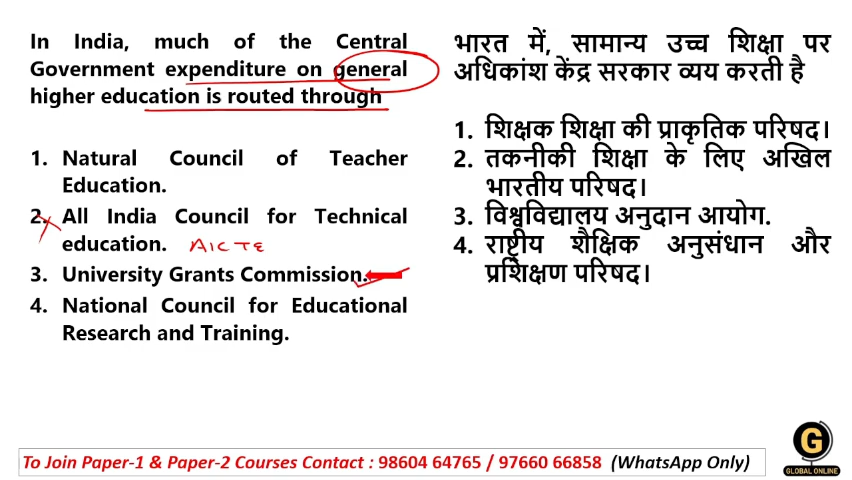 In India, much of the Central
Government expenditure on general
higher education is routed through
1. Natural Council of Teacher
Education.
2. All India Council for Technical
education. AICTE
3. University Grants Commission.
4. National Council for Educational
Research and Training.
भारत में, सामान्य उच्च शिक्षा पर
अधिकांश केंद्र सरकार व्यय करती है
1. शिक्षक शिक्षा की प्राकृतिक परिषद।
2. तकनीकी शिक्षा के लिए अखिल
भारतीय परिषद।
3. विश्वविद्यालय अनुदान आयोग.
4. राष्ट्रीय शैक्षिक अनुसंधान और
प्रशिक्षण परिषद।
G
GLOBAL ONLINE
To Join Paper-1 & Paper-2 Courses Contact : 98604 64765 / 97660 66858 (WhatsApp Only)